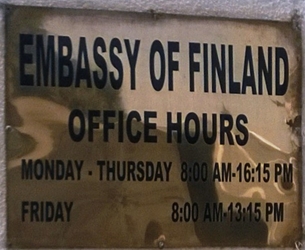 EMBASSY OF FINLAND
OFFICE HOURS
MONDAY - THURSDAY 8:00 AM-16:15 PM
FRIDAY 8:00 AM-13:15 PM